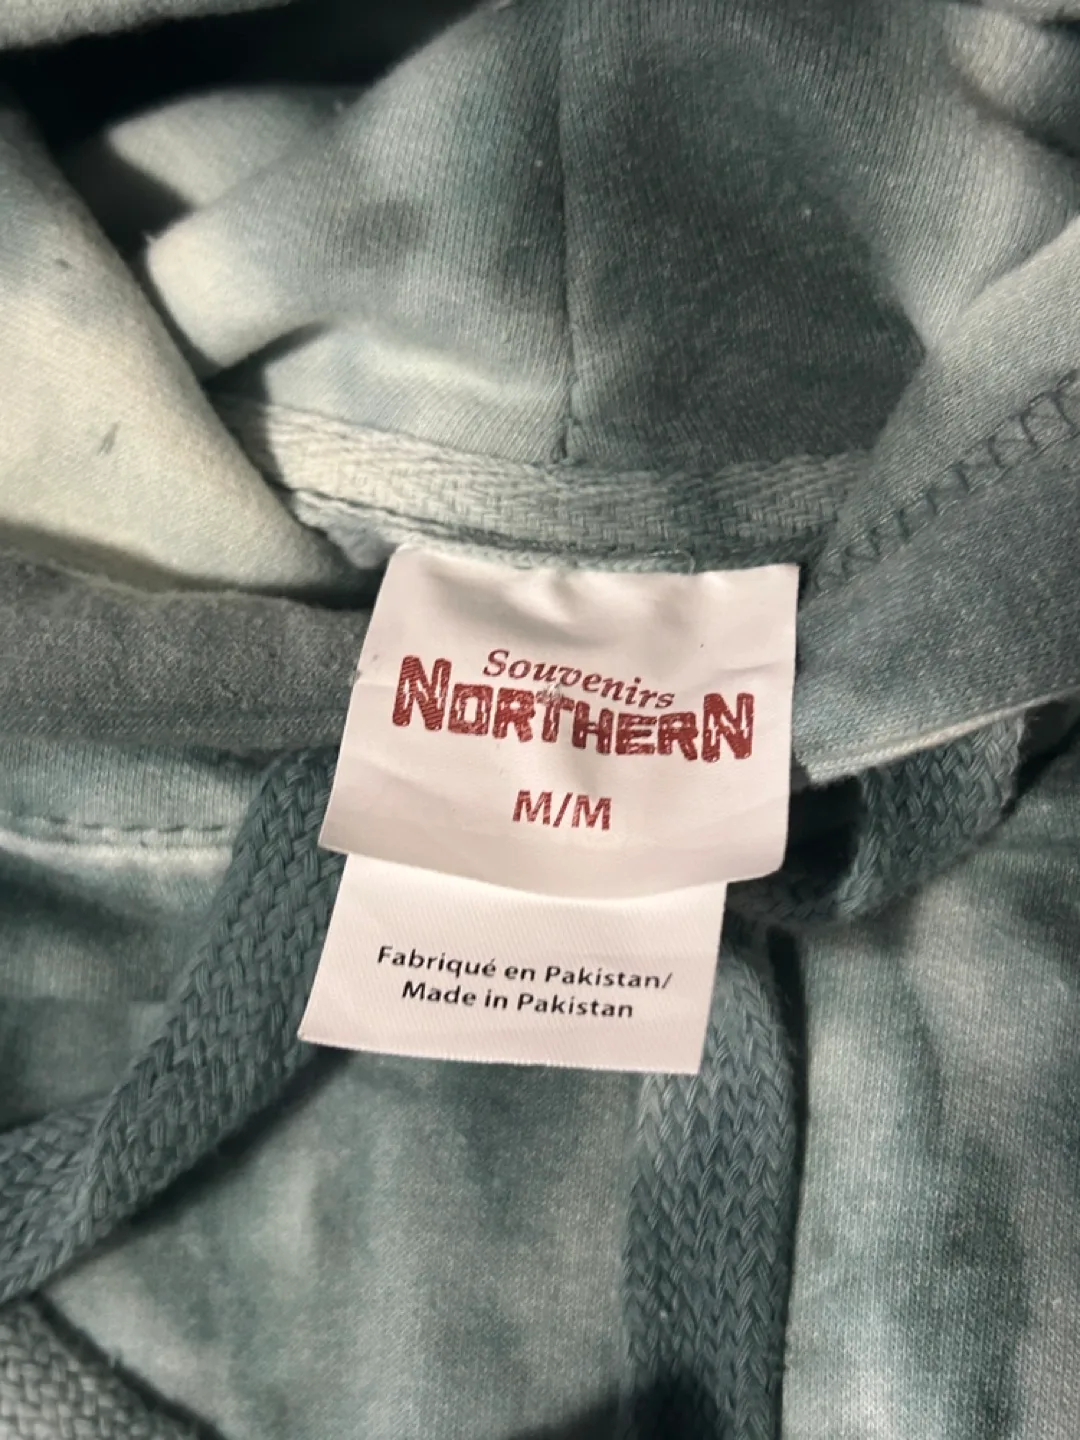 Souvenirs
NORTHERN
M/M
Fabriqué en Pakistan/
Made in Pakistan